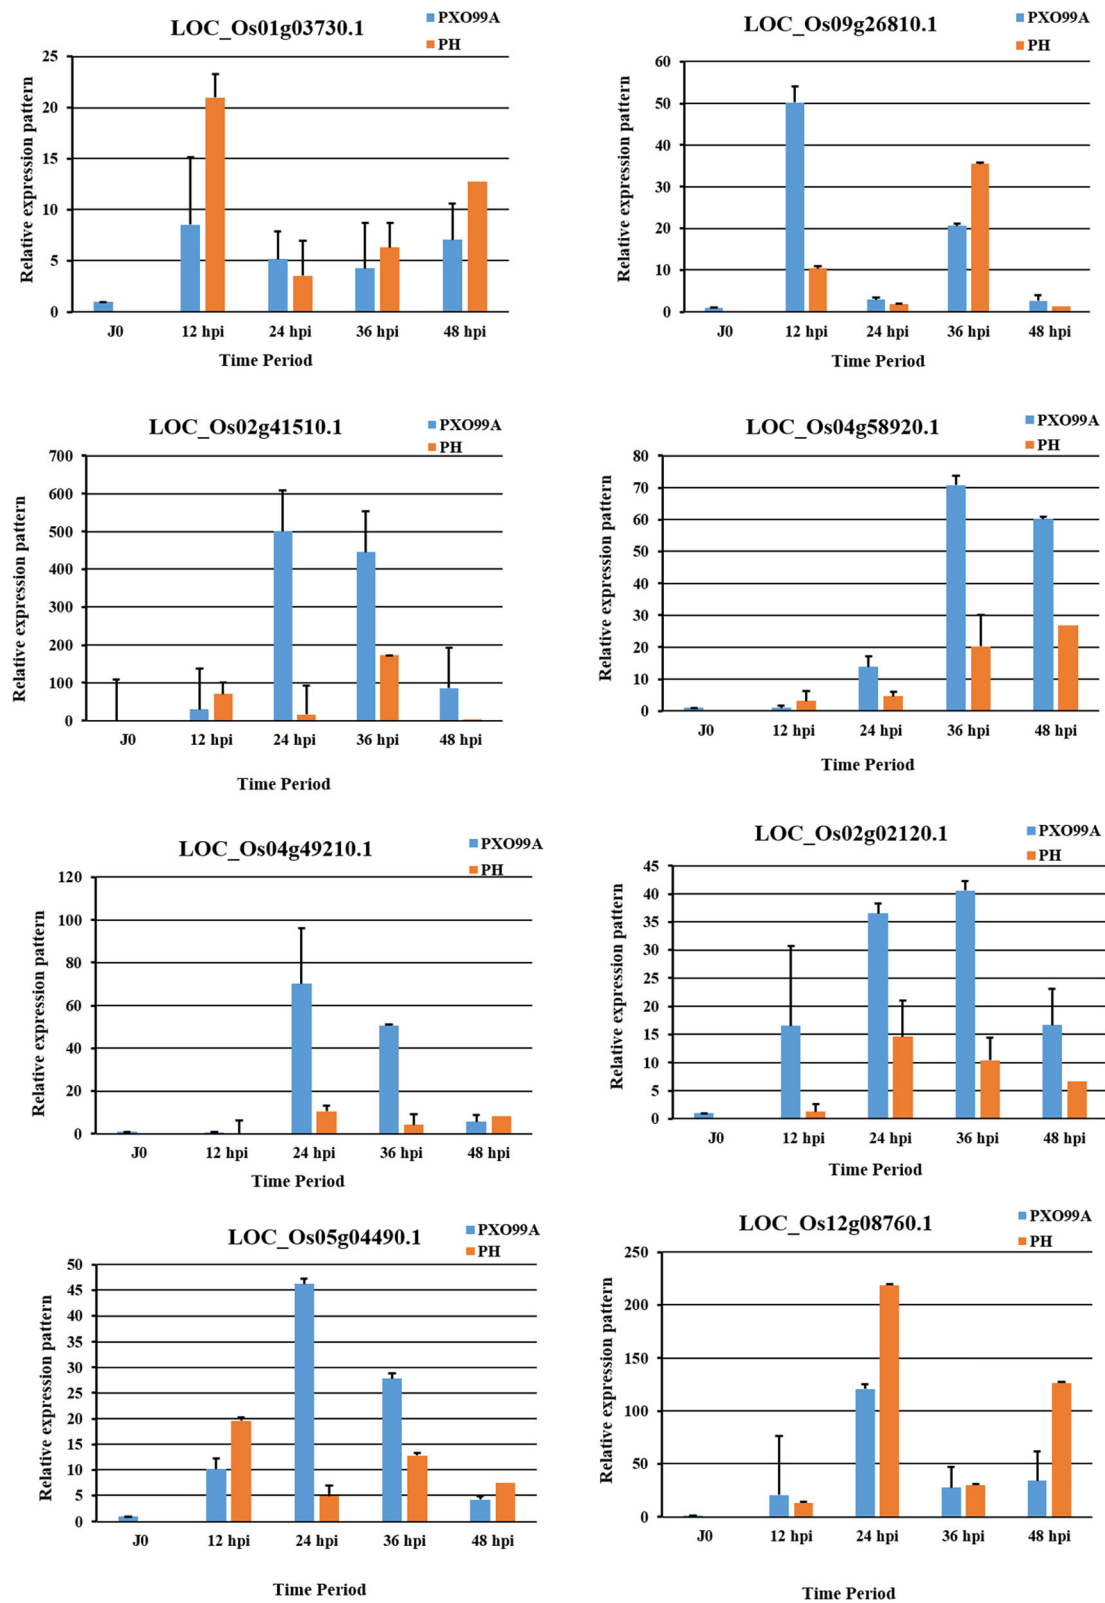 LOC_Os01g03730.1
PXO99A
PH
Relative expression pattern
25
20
15
10
5
0
J0 12 hpi 24 hpi 36 hpi 48 hpi
Time Period
LOC_Os09g26810.1
PXO99A
PH
Relative expression pattern
60
50
40
30
20
10
0
J0 12 hpi 24 hpi 36 hpi 48 hpi
Time Period
LOC_Os02g41510.1
PXO99A
PH
Relative expression pattern
700
600
500
400
300
200
100
0
J0 12 hpi 24 hpi 36 hpi 48 hpi
Time Period
LOC_Os04g58920.1
PXO99A
PH
Relative expression pattern
80
70
60
50
40
30
20
10
0
J0 12 hpi 24 hpi 36 hpi 48 hpi
Time Period
LOC_Os04g49210.1
PXO99A
PH
Relative expression pattern
120
100
80
60
40
20
0
J0 12 hpi 24 hpi 36 hpi 48 hpi
Time Period
LOC_Os02g02120.1
PXO99A
PH
Relative expression pattern
45
40
35
30
25
20
15
10
5
0
J0 12 hpi 24 hpi 36 hpi 48 hpi
Time Period
LOC_Os05g04490.1
PXO99A
PH
Relative expression pattern
50
45
40
35
30
25
20
15
10
5
0
J0 12 hpi 24 hpi 36 hpi 48 hpi
Time Period
LOC_Os12g08760.1
PXO99A
PH
Relative expression pattern
250
200
150
100
50
0
J0 12 hpi 24 hpi 36 hpi 48 hpi
Time Period